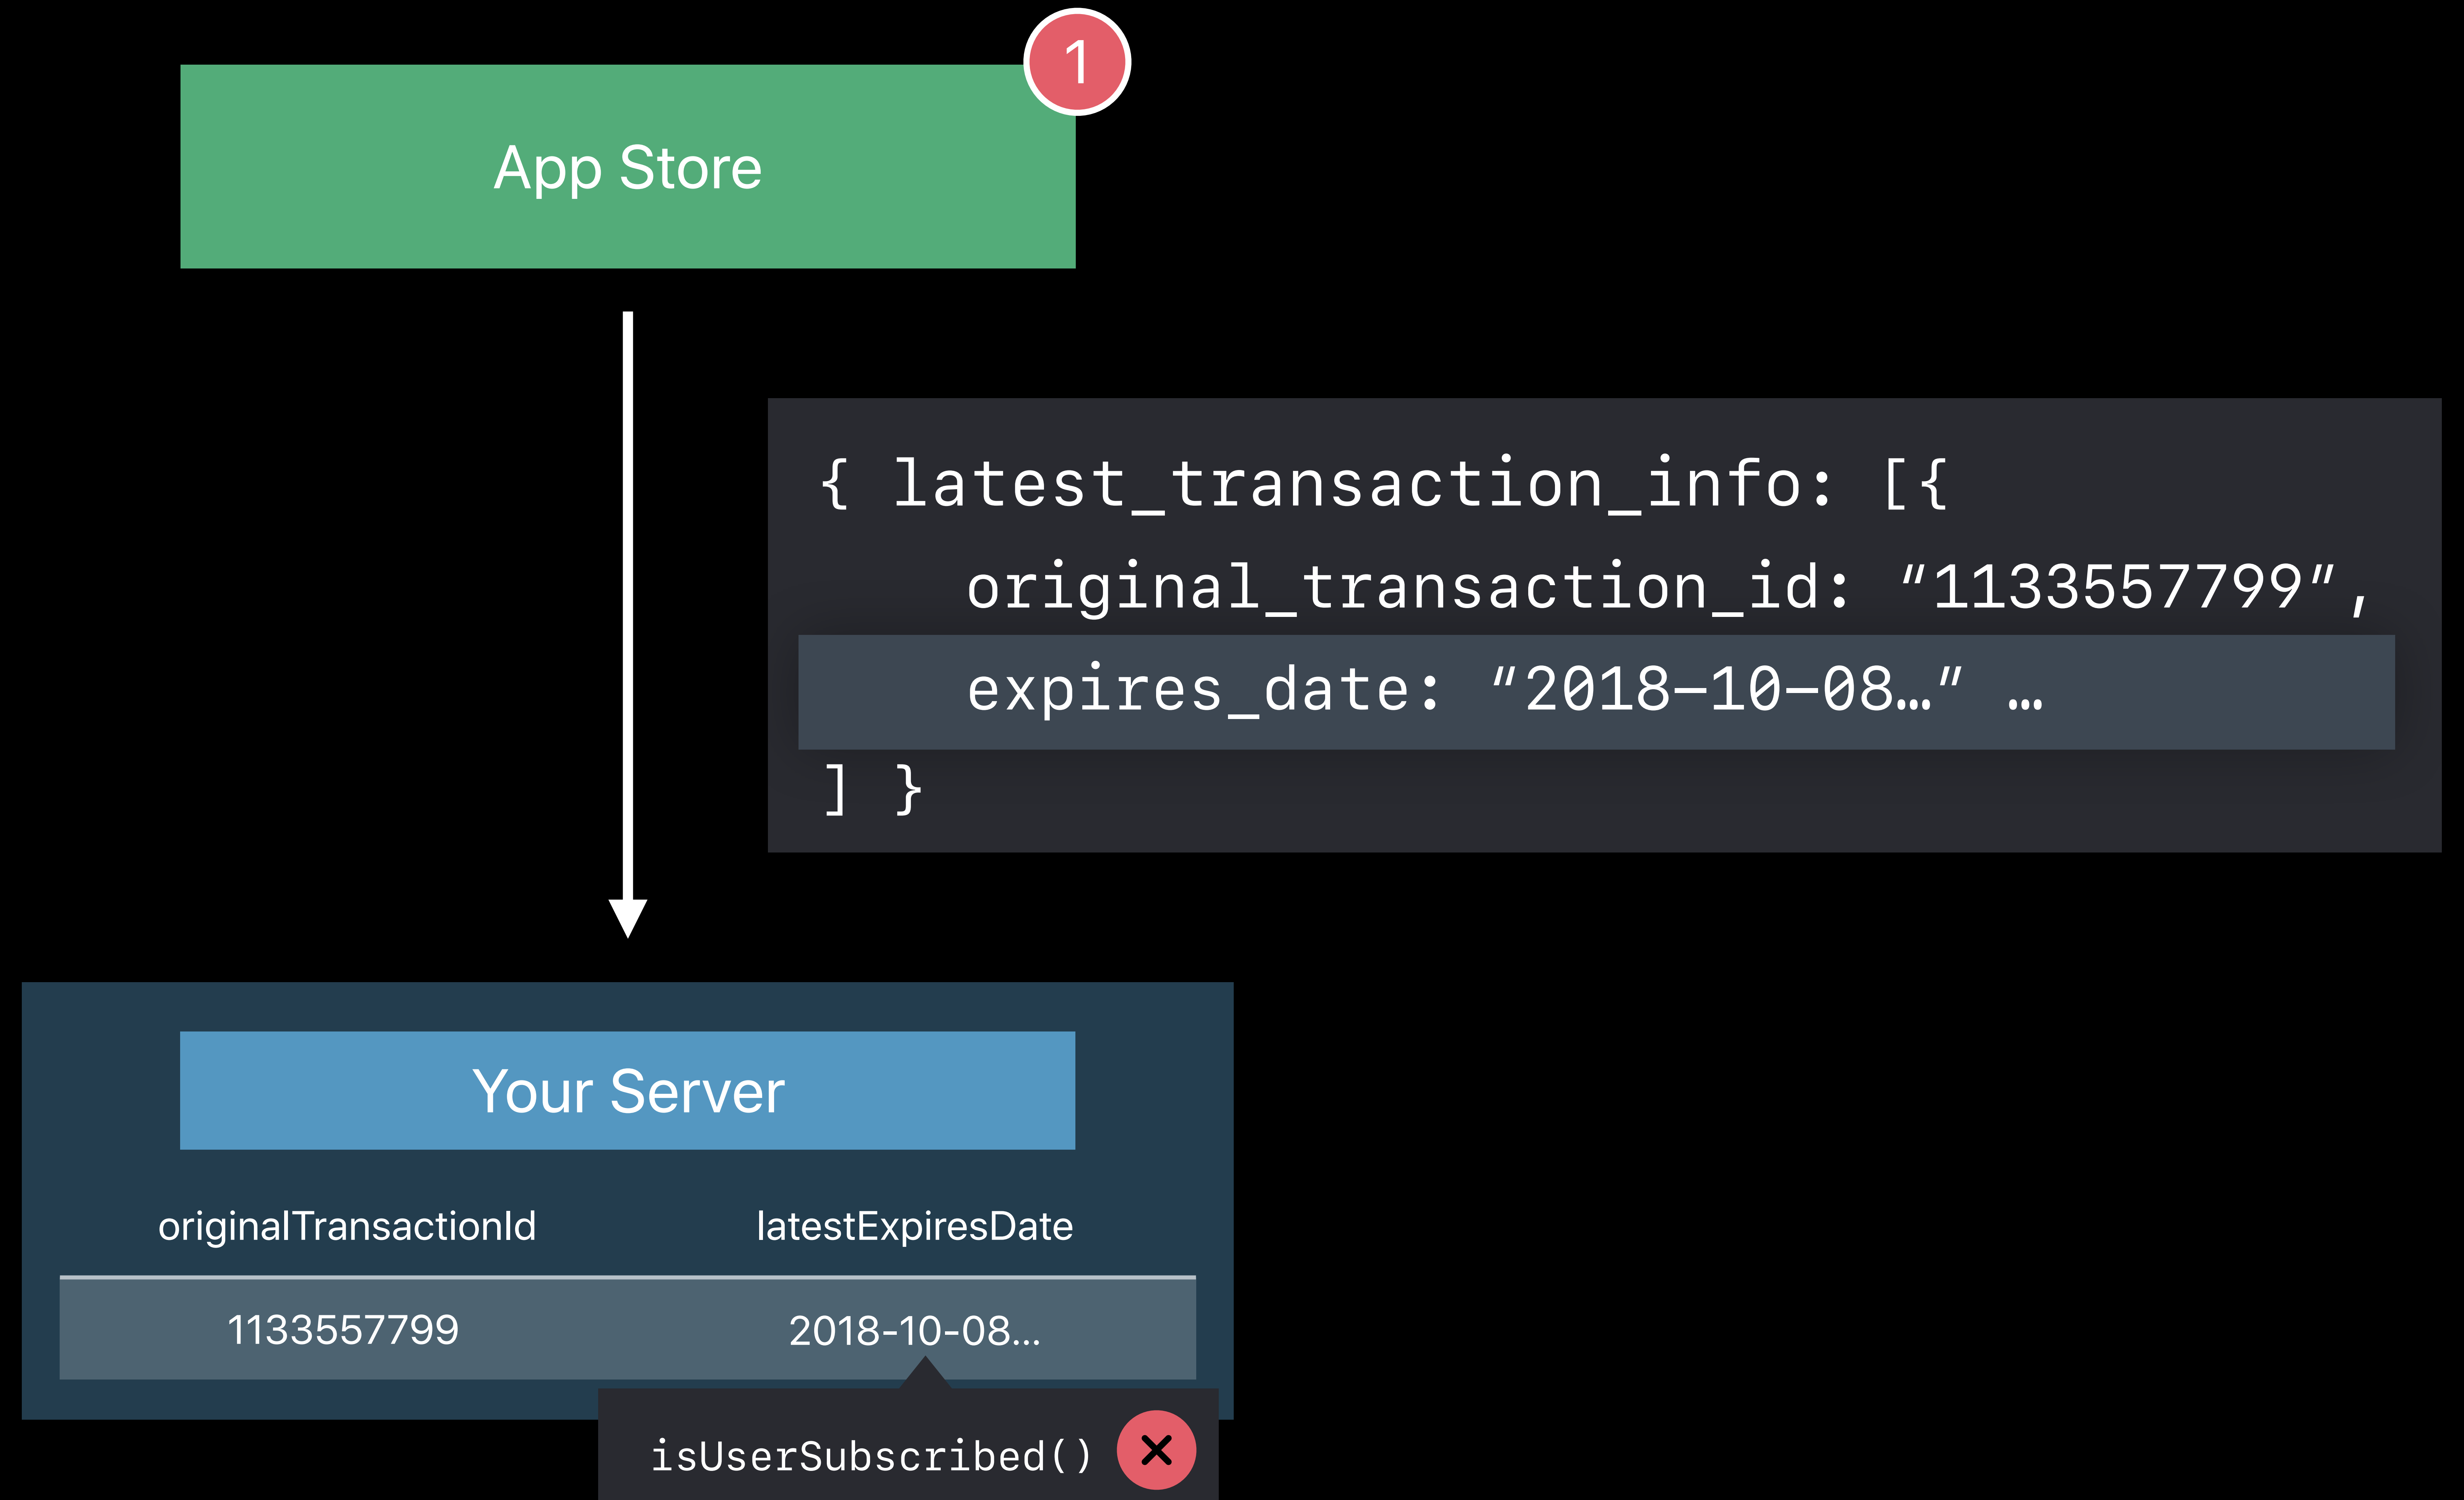 1
App Store
{ latest_transaction_info: [{
original_transaction_id: “1133557799”,
expires_date: “2018–10–08…” …
] }
Your Server
originalTransactionId latestExpiresDate
1133557799 2018-10-08...
isUserSubscribed()